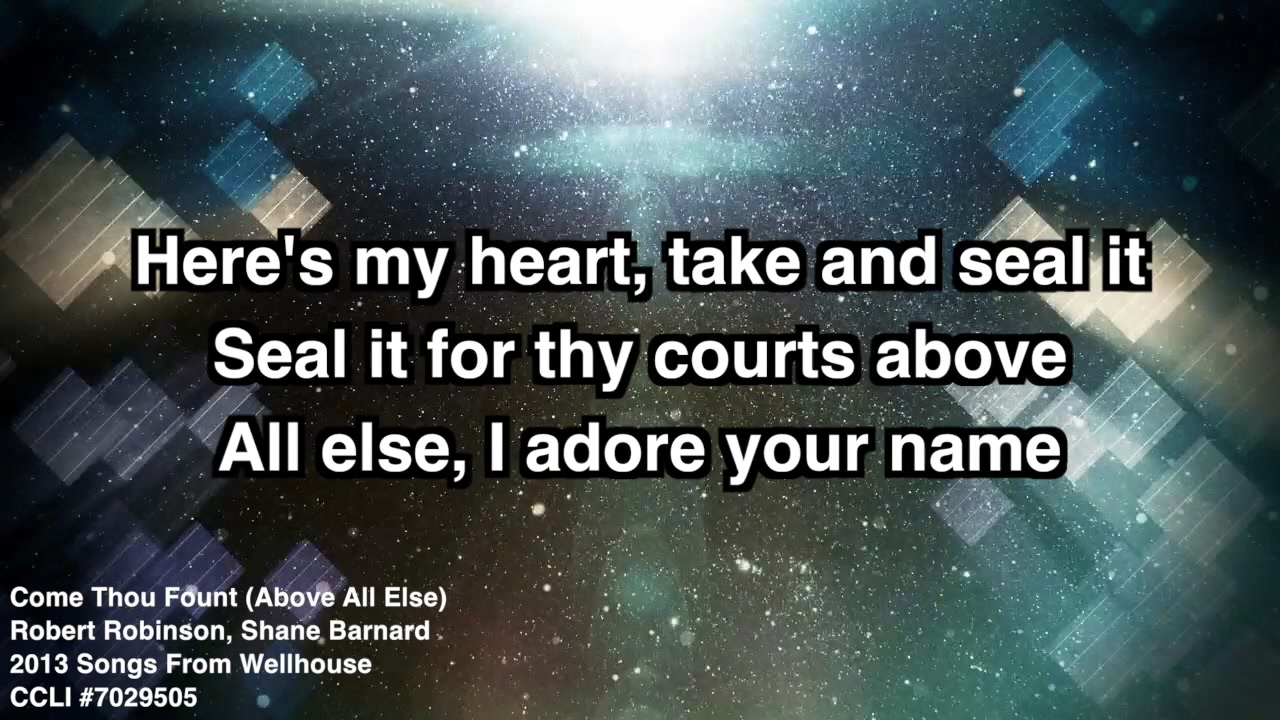 Here's my heart, take and seal it
Seal it for thy courts above
All else, I adore your name
Come Thou Fount (Above All Else)
Robert Robinson, Shane Barnard
2013 Songs From Wellhouse
CCLI #7029505